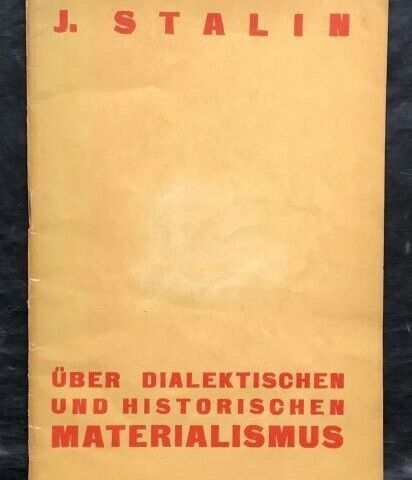 J. STALIN
ÜBER DIALEKTISCHEN
UND HISTORISCHEN
MATERIALISMUS